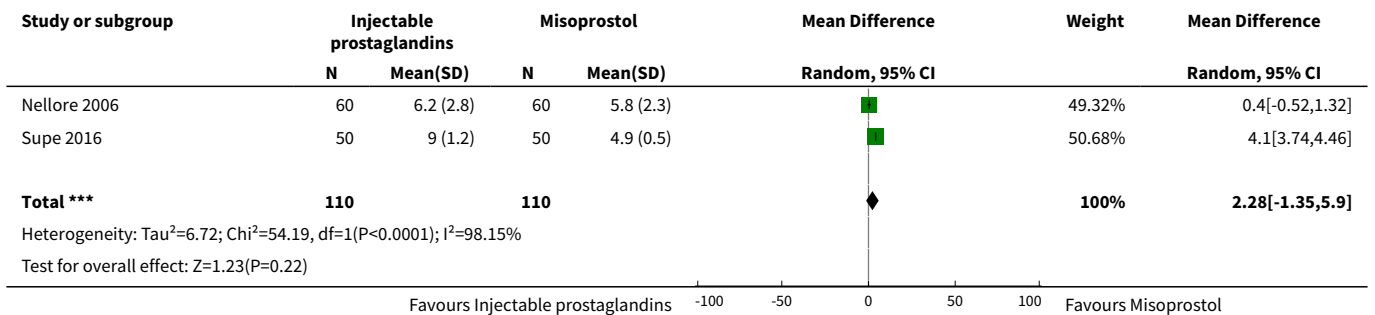 Study or subgroup Injectable prostaglandins Misoprostol Mean Difference Weight Mean Difference
N Mean(SD) N Mean(SD) Random, 95% CI Random, 95% CI
Nellore 2006 60 6.2 (2.8) 60 5.8 (2.3) 49.32% 0.4[-0.52,1.32]
Supe 2016 50 9 (1.2) 50 4.9 (0.5) 50.68% 4.1[3.74,4.46]
Total *** 110 110 100% 2.28[-1.35,5.9]
Heterogeneity: Tau²=6.72; Chi²=54.19, df=1(P<0.0001); I²=98.15%
Test for overall effect: Z=1.23(P=0.22)
Favours Injectable prostaglandins -100 -50 0 50 100 Favours Misoprostol